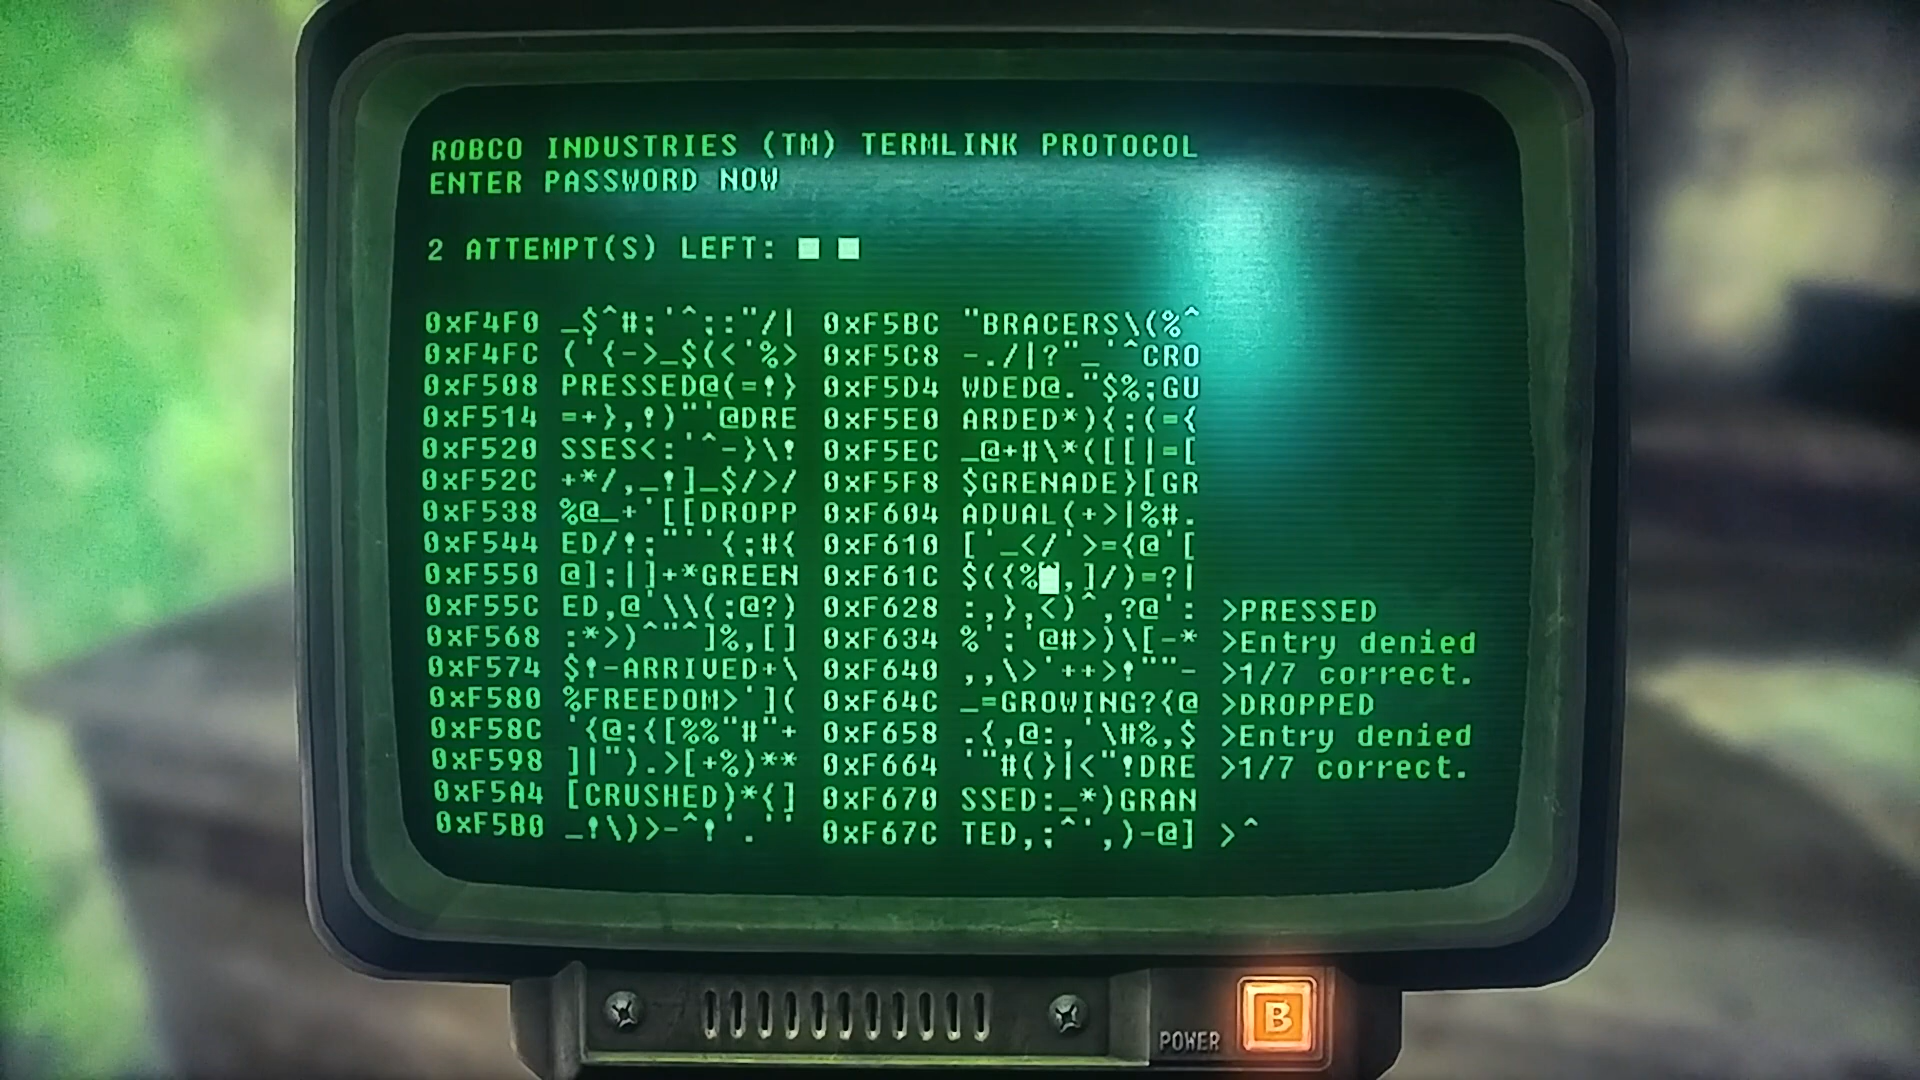 ROBCO INDUSTRIES (TM) TERMLINK PROTOCOL
ENTER PASSWORD NOW
2 ATTEMPT(S) LEFT: ■ ■
0xF4F0 _$^#;'^;:"/| 0xF5BC "BRACERS\(%^
0xF4FC ('{->_$(<'%> 0xF5C8 -./|?"_'^CRO
0xF508 PRESSED@(=!} 0xF5D4 WDED@."$%;GU
0xF514 =+},!)"'@DRE 0xF5E0 ARDED*){;(={
0xF520 SSES<:'^-}\! 0xF5EC _@+#\*([[|=[
0xF52C +*/,_!]_$/>/ 0xF5F8 $GRENADE}[GR
0xF538 %@_+'[[DROPP 0xF604 ADUAL(+>|%#.
0xF544 ED/!;"''{;#{ 0xF610 ['_</'>={@'[
0xF550 @];|]+*GREEN 0xF61C $({%■,]/)=?|
0xF55C ED,@'\\(;@?) 0xF628 :,},<)^,?@': >PRESSED
0xF568 :*>)^"^]%,[] 0xF634 %';'@#>)\[-* >Entry denied
0xF574 $!-ARRIVED+\ 0xF640 ,,\>'++>!""- >1/7 correct.
0xF580 %FREEDOM>']( 0xF64C _=GROWING?{@ >DROPPED
0xF58C '{@;{[%%"#"+ 0xF658 .{,@:,'\#%,$ >Entry denied
0xF598 ]|").>[+%)** 0xF664 '"#(}|<"!DRE >1/7 correct.
0xF5A4 [CRUSHED)*{] 0xF670 SSED:_*)GRAN
0xF5B0 _!\)>-^!'.'' 0xF67C TED,;^',)-@] >^
POWER
B